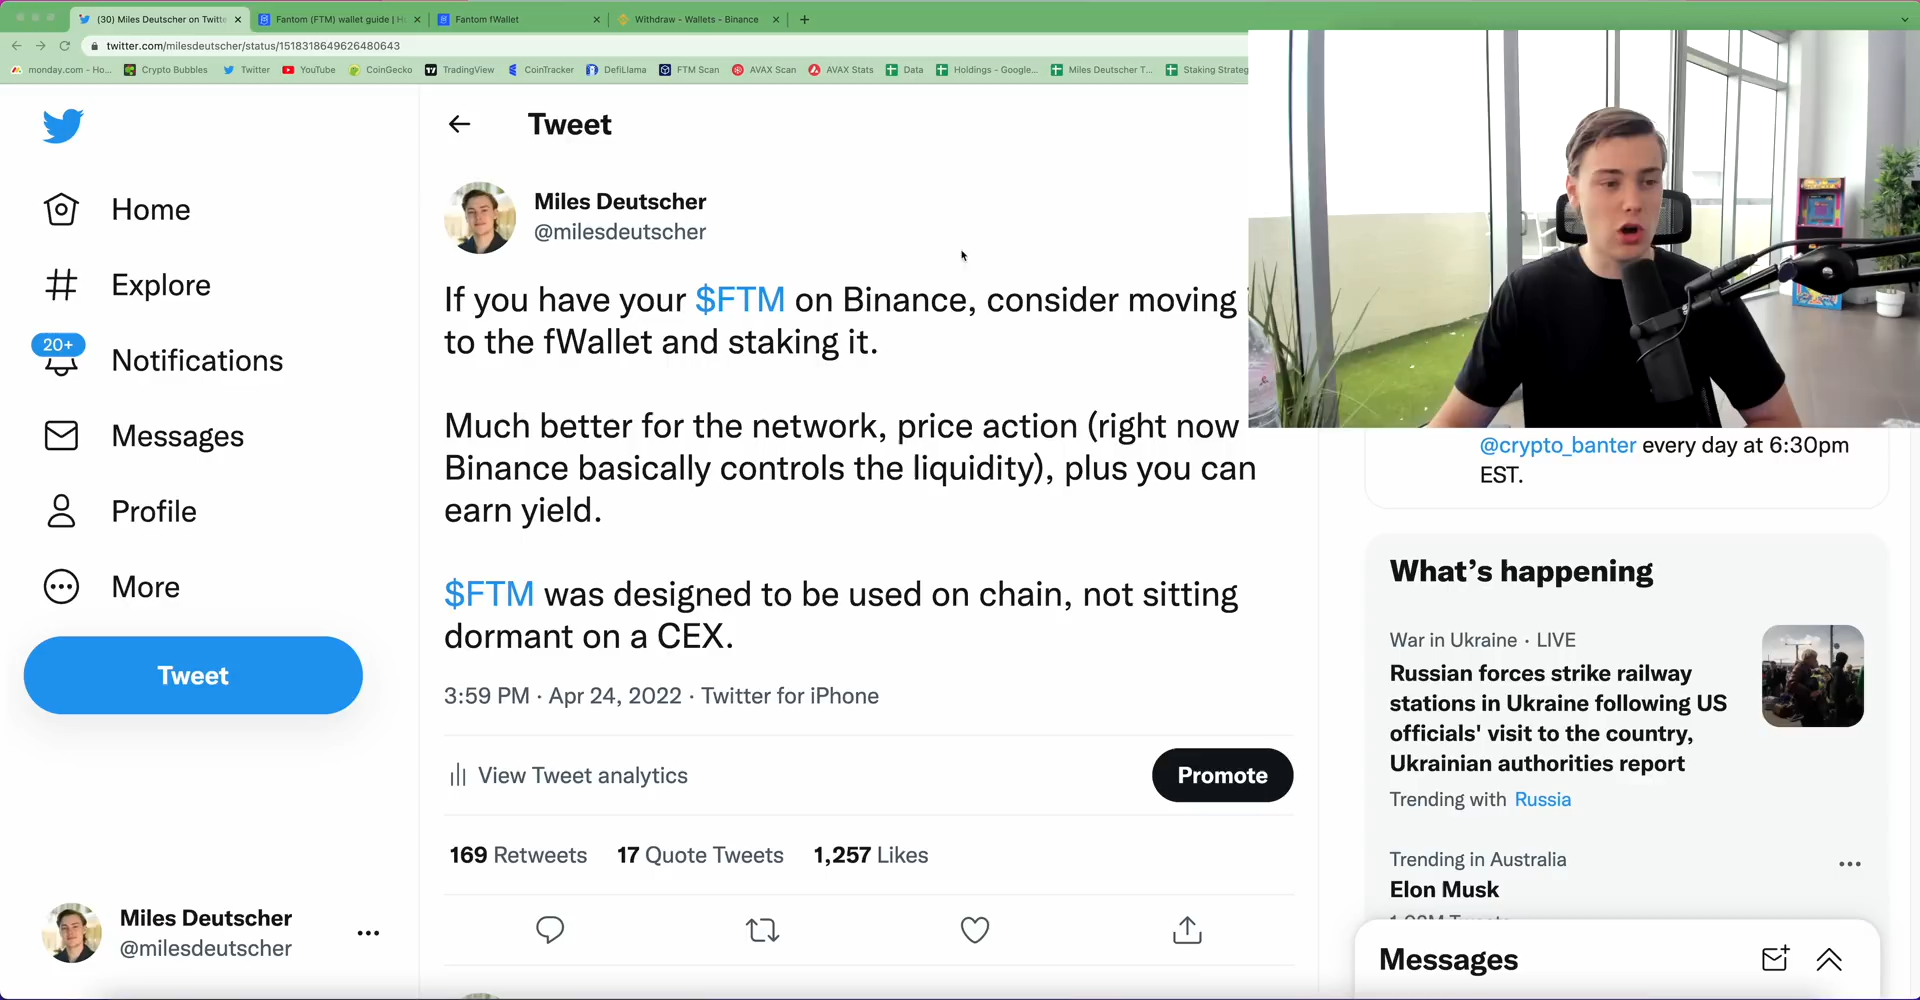 (30) Miles Deutscher on Twitte
Fantom (FTM) wallet guide | H
Fantom fWallet
Withdraw - Wallets - Binance
twitter.com/milesdeutscher/status/1518318649626480643
monday.com - Ho...
Crypto Bubbles
Twitter
YouTube
CoinGecko
TradingView
CoinTracker
DefiLlama
FTM Scan
AVAX Scan
AVAX Stats
Data
Holdings - Google...
Miles Deutscher T...
Staking Strateg
Tweet
Home
Explore
20+
Notifications
Messages
Profile
More
Tweet
Miles Deutscher
@milesdeutscher
Miles Deutscher
@milesdeutscher
If you have your $FTM on Binance, consider moving
to the fWallet and staking it.
Much better for the network, price action (right now
Binance basically controls the liquidity), plus you can
earn yield.
$FTM was designed to be used on chain, not sitting
dormant on a CEX.
3:59 PM · Apr 24, 2022 · Twitter for iPhone
View Tweet analytics
Promote
169 Retweets 17 Quote Tweets 1,257 Likes
@crypto_banter every day at 6:30pm
EST.
What's happening
War in Ukraine · LIVE
Russian forces strike railway
stations in Ukraine following US
officials' visit to the country,
Ukrainian authorities report
Trending with Russia
Trending in Australia
Elon Musk
Messages